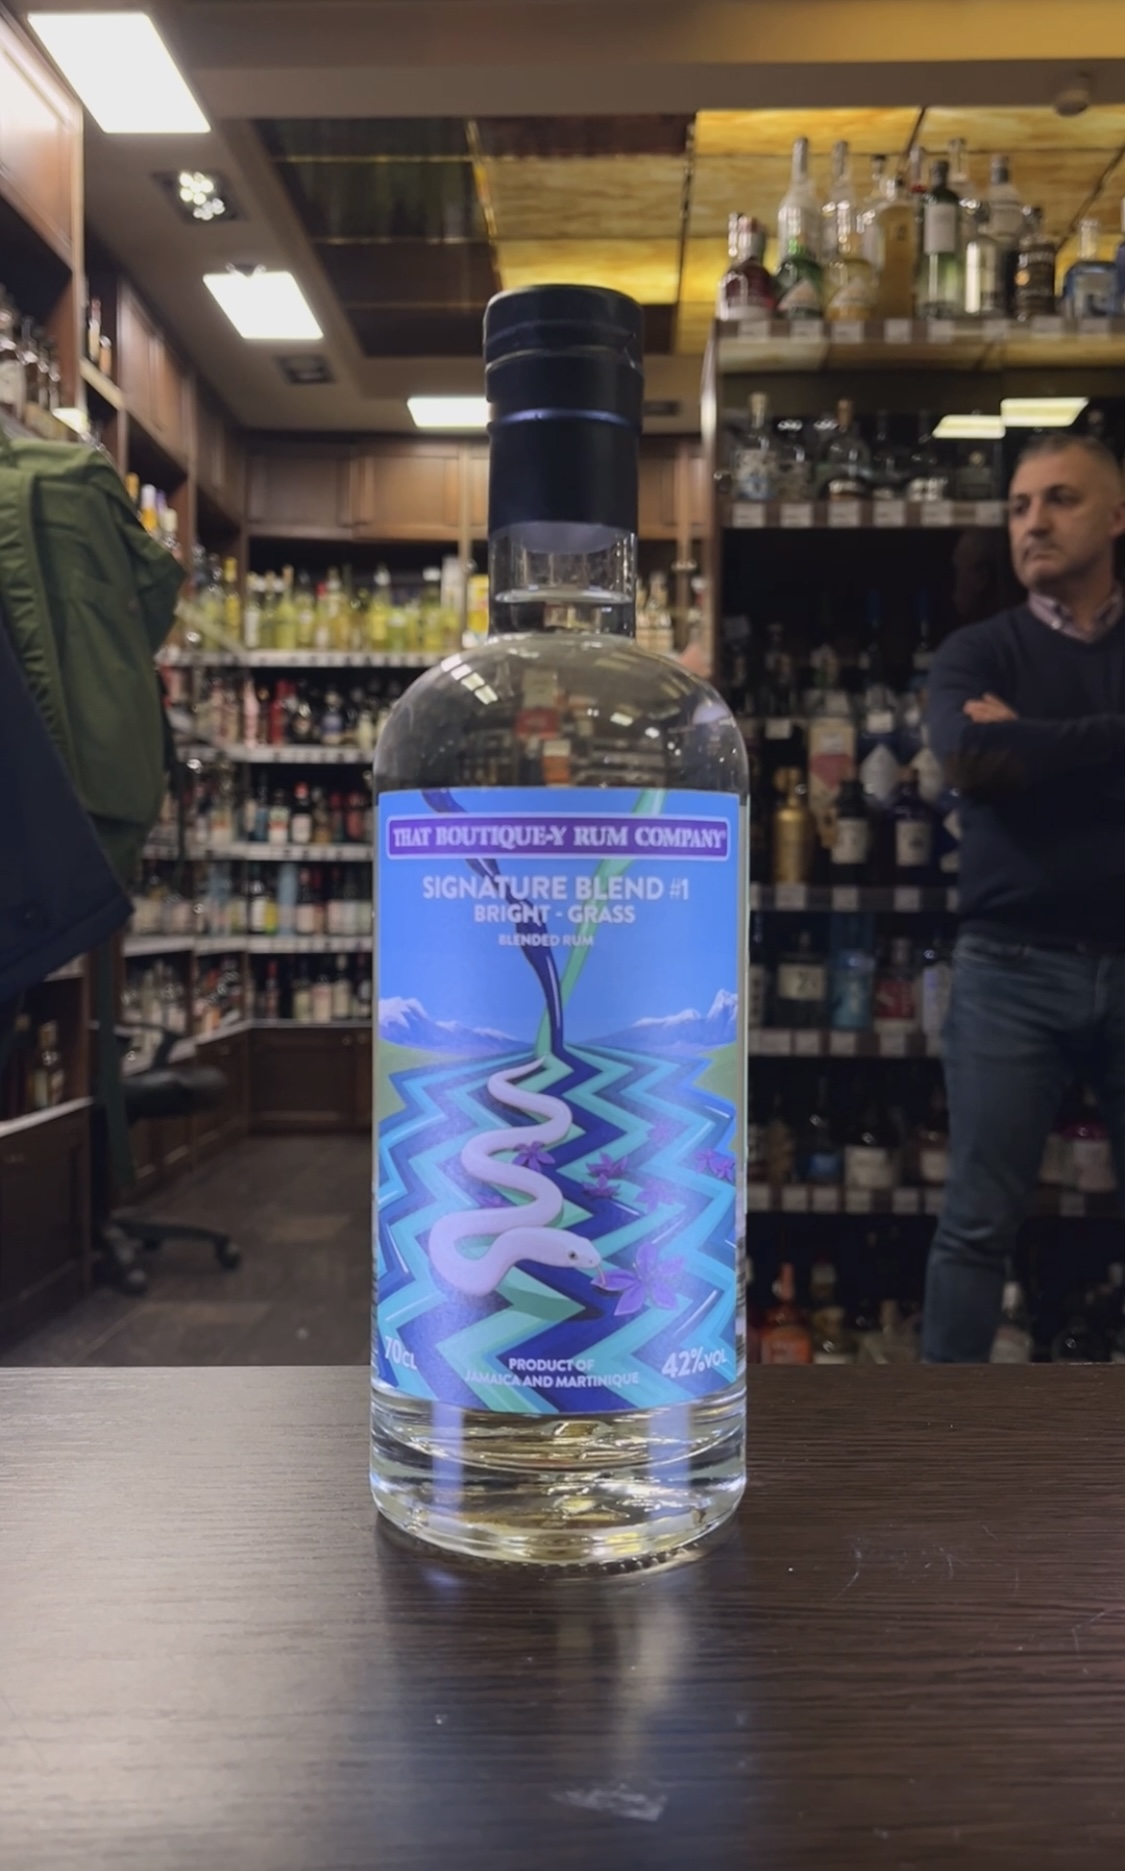 THAT BOUTIQUE-Y RUM COMPANY®
SIGNATURE BLEND #1
BRIGHT - GRASS
BLENDED RUM
70CL
PRODUCT OF
JAMAICA AND MARTINIQUE
42%VOL